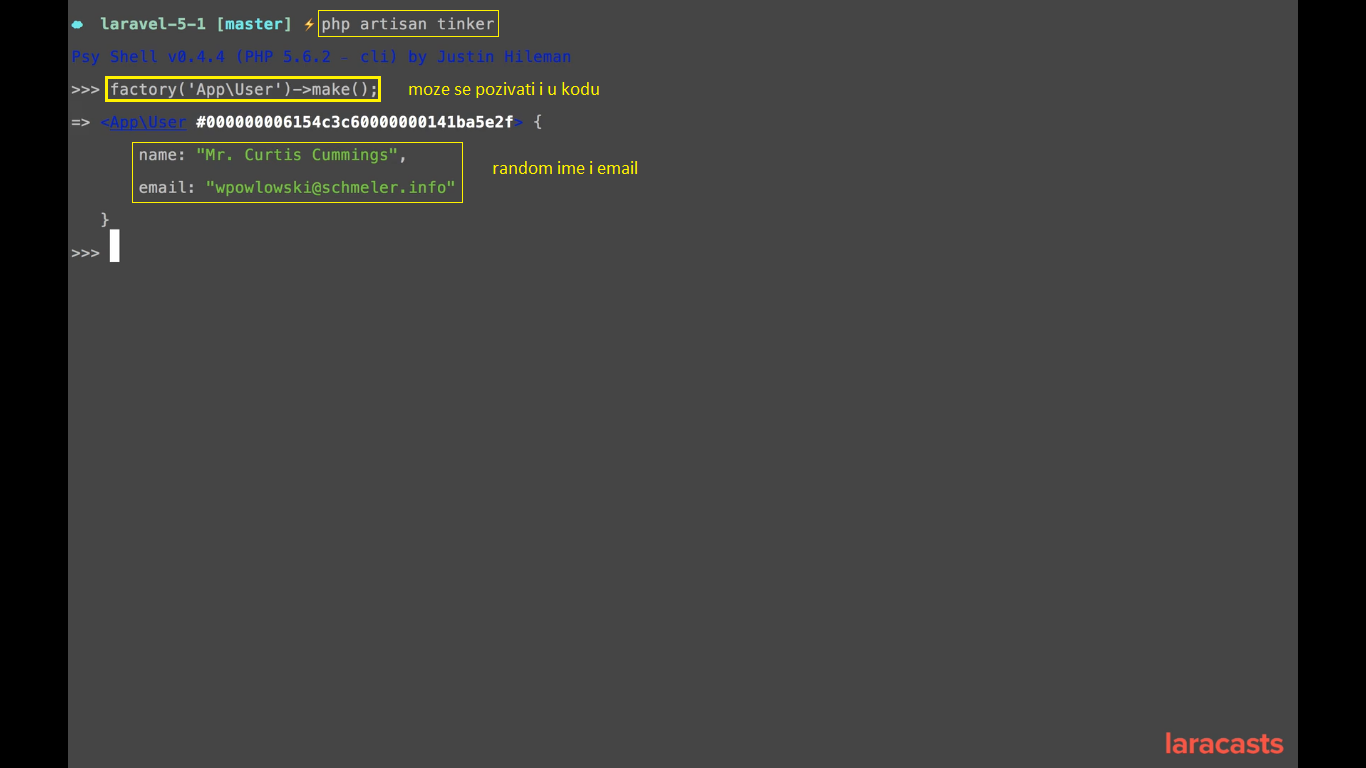 laravel-5-1 [master] ⚡php artisan tinker
Psy Shell v0.4.4 (PHP 5.6.2 — cli) by Justin Hileman
>>> factory('App\User')->make(); moze se pozivati i u kodu
=> <App\User #000000006154c3c60000000141ba5e2f> {
name: "Mr. Curtis Cummings",
random ime i email
email: "wpowlowski@schmeler.info"
}
>>>
laracasts